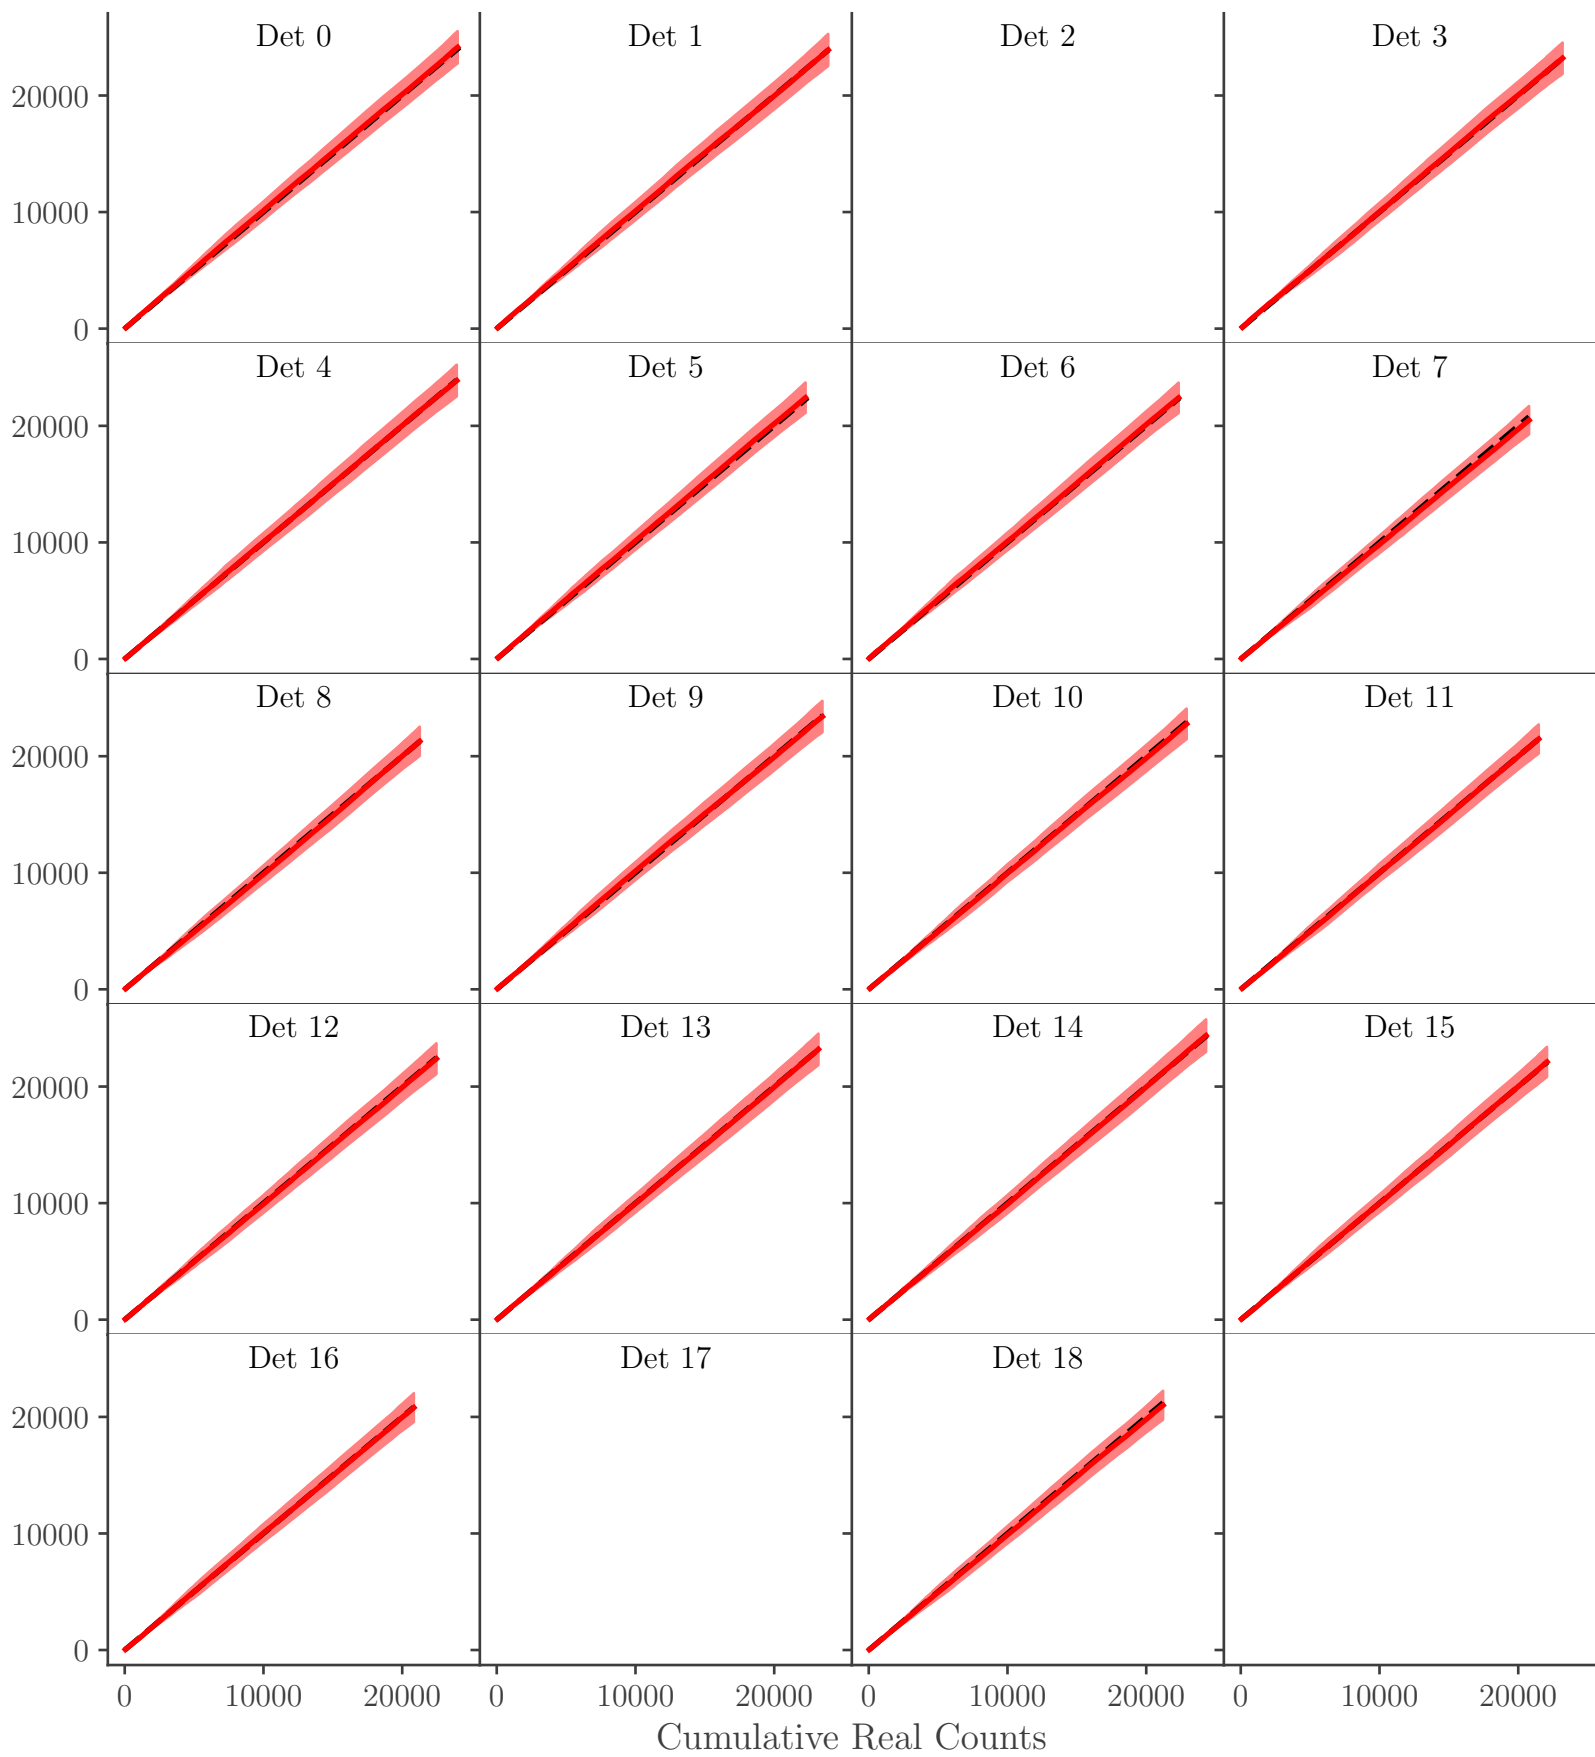 Det 0 Det 1 Det 2 Det 3
20000
10000
0
Det 4 Det 5 Det 6 Det 7
20000
10000
0
Det 8 Det 9 Det 10 Det 11
20000
10000
0
Det 12 Det 13 Det 14 Det 15
20000
10000
0
Det 16 Det 17 Det 18
20000
10000
0
0 10000 20000 0 10000 20000 0 10000 20000 0 10000 20000
Cumulative Real Counts